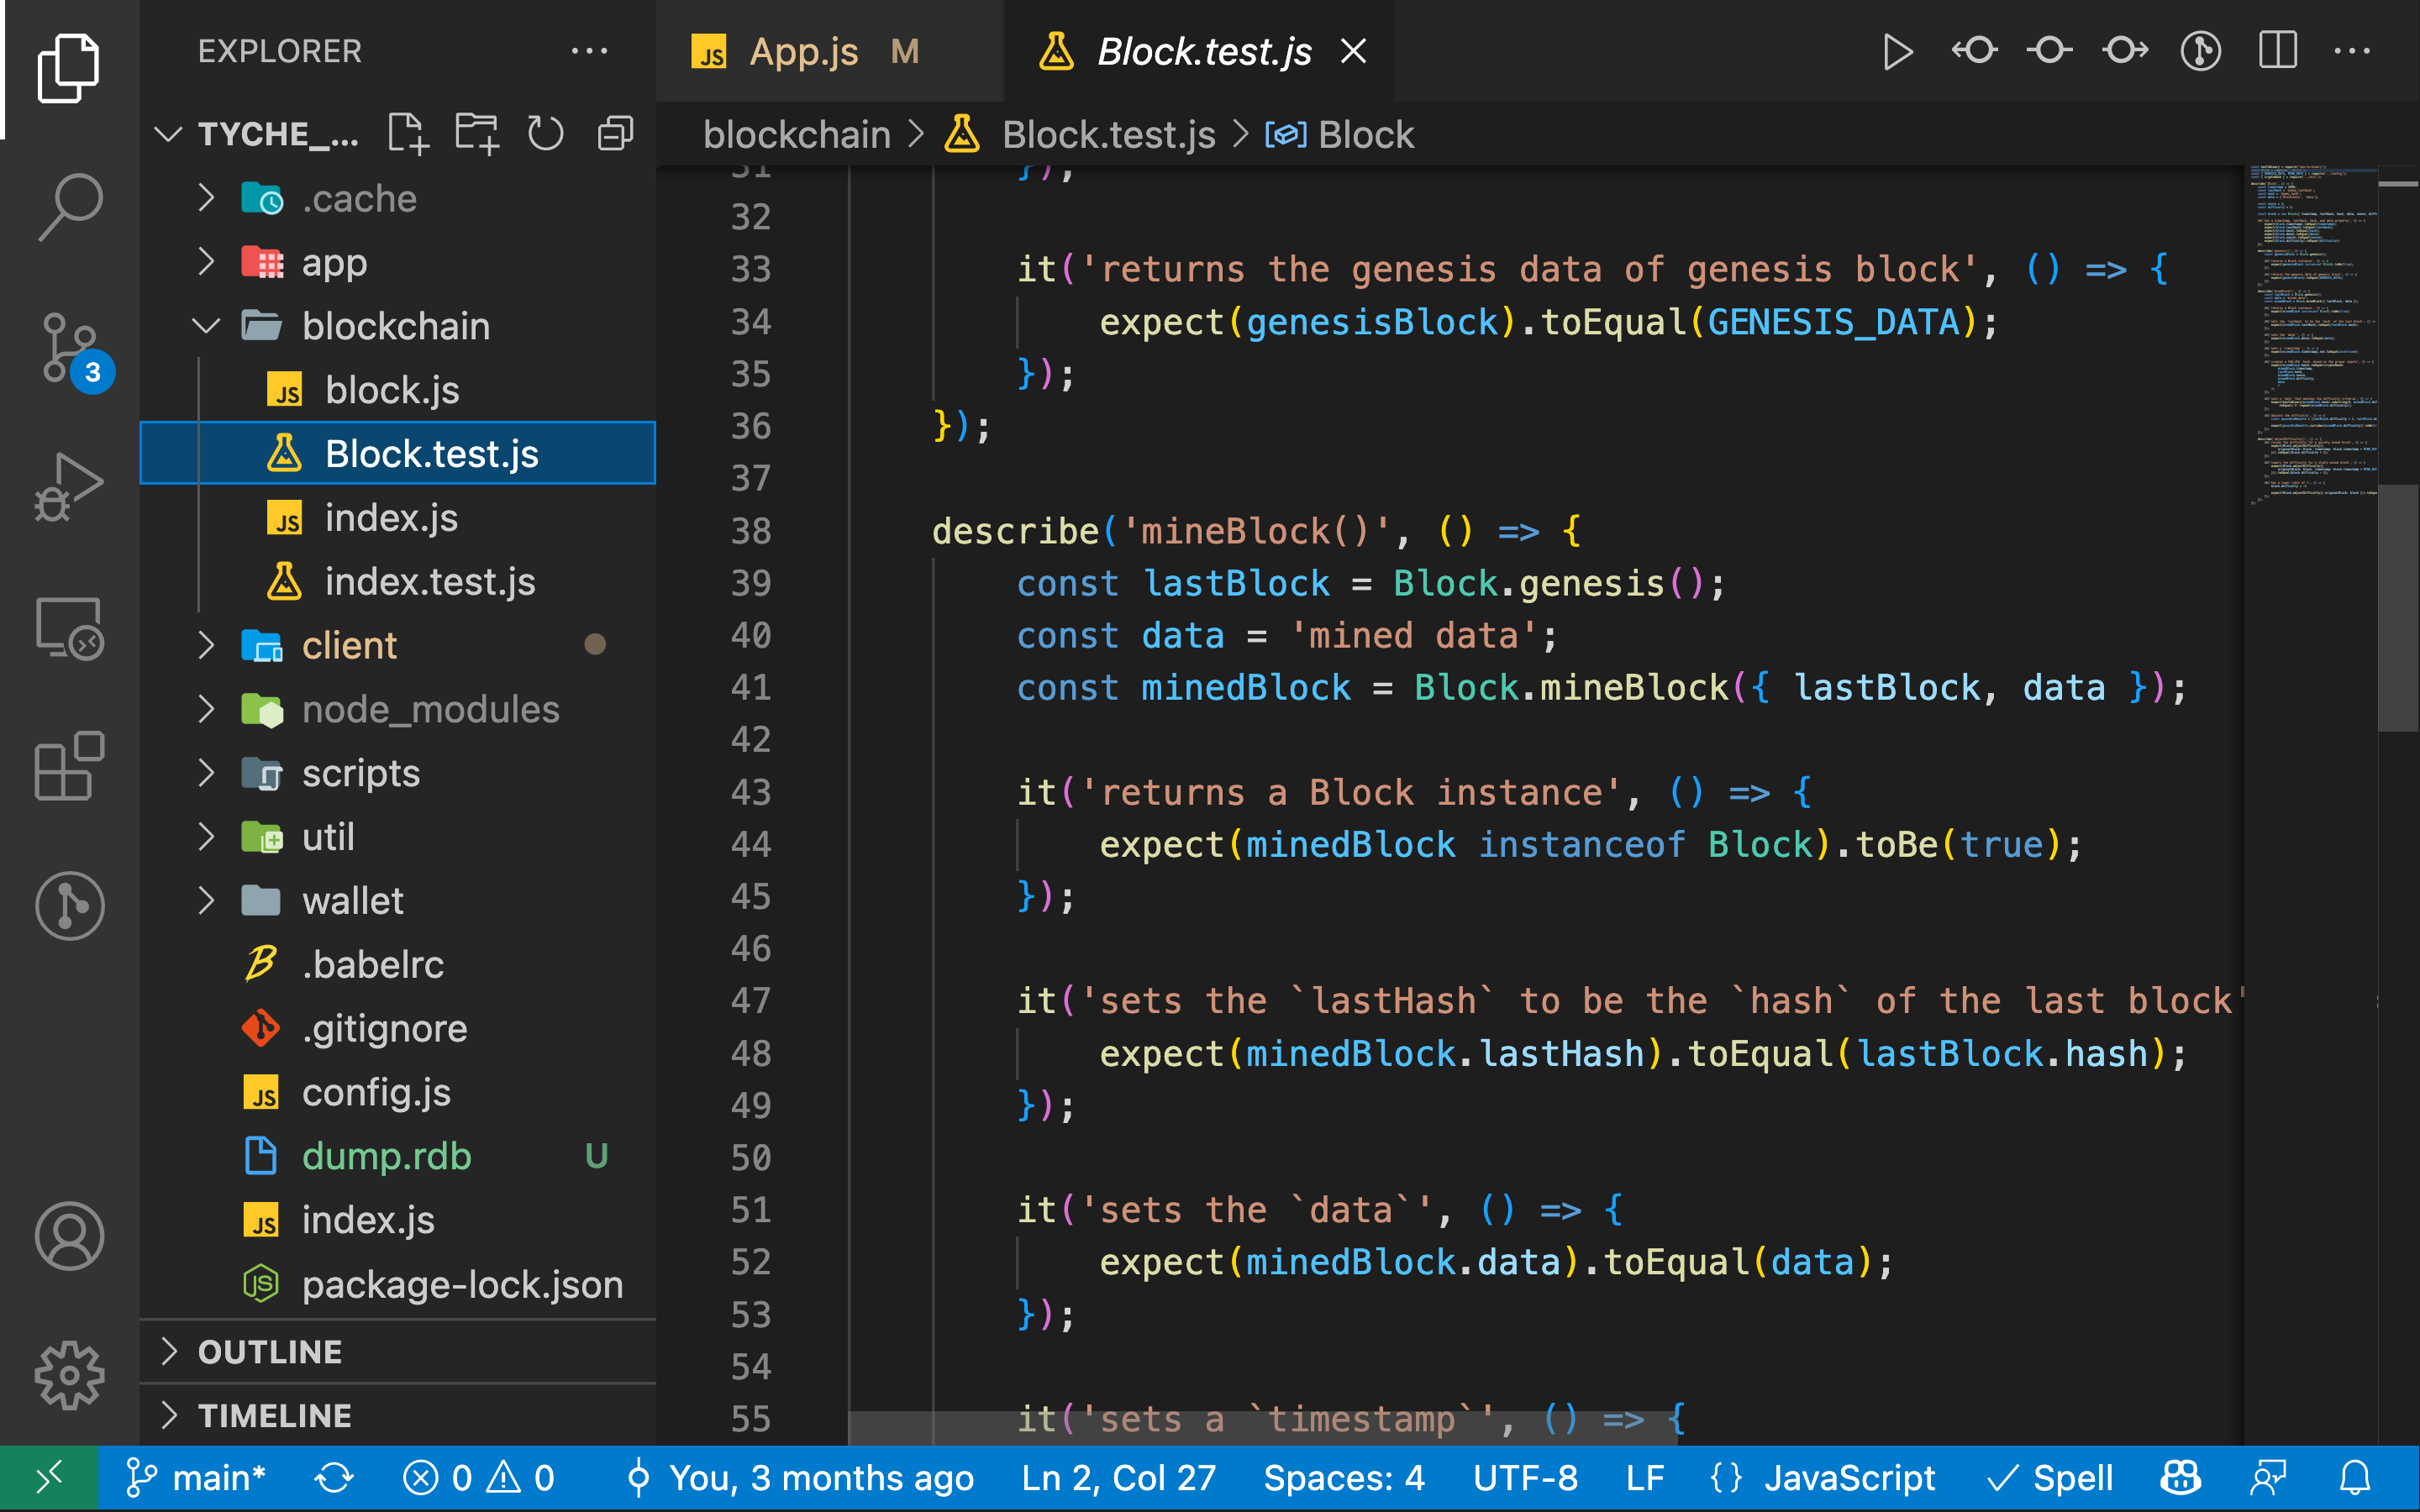 EXPLORER
TYCHE_...
.cache
app
blockchain
block.js
Block.test.js
index.js
index.test.js
client
node_modules
scripts
util
wallet
.babelrc
.gitignore
config.js
dump.rdb U
index.js
package-lock.json
OUTLINE
TIMELINE
3
App.js M
Block.test.js
blockchain > Block.test.js > Block
31 });
32
33 it('returns the genesis data of genesis block', () => {
34 expect(genesisBlock).toEqual(GENESIS_DATA);
35 });
36 });
37
38 describe('mineBlock()', () => {
39 const lastBlock = Block.genesis();
40 const data = 'mined data';
41 const minedBlock = Block.mineBlock({ lastBlock, data });
42
43 it('returns a Block instance', () => {
44 expect(minedBlock instanceof Block).toBe(true);
45 });
46
47 it('sets the `lastHash` to be the `hash` of the last block'
48 expect(minedBlock.lastHash).toEqual(lastBlock.hash);
49 });
50
51 it('sets the `data`', () => {
52 expect(minedBlock.data).toEqual(data);
53 });
54
55 it('sets a `timestamp`', () => {
main* 0 0 You, 3 months ago Ln 2, Col 27 Spaces: 4 UTF-8 LF {} JavaScript Spell